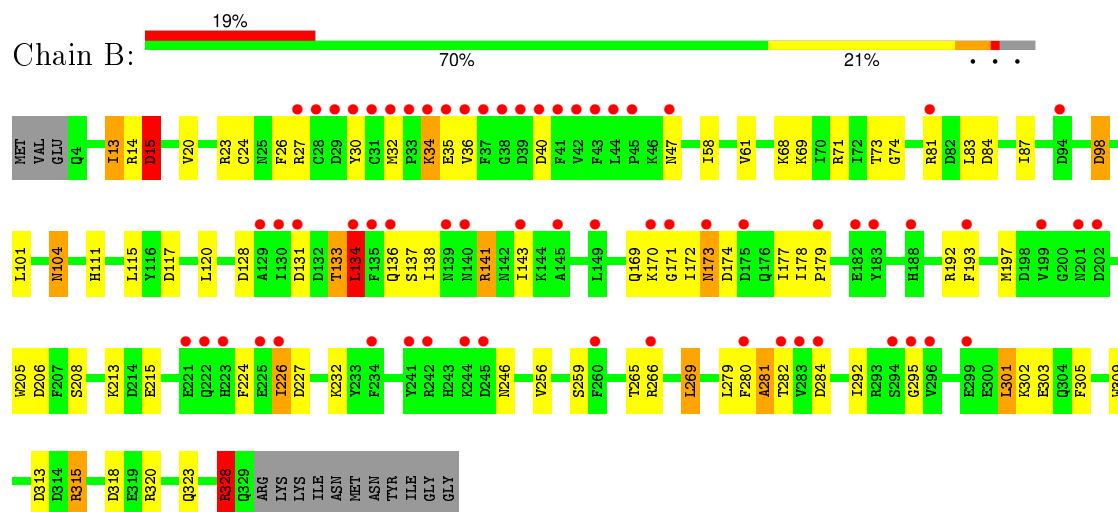 19%
Chain B:
70% 21%
MET VAL GLU Q4 I13 R14 D15 V20 R23 C24 N25 F26 R27 C28 D29 Y30 C31 M32 P33 K34 E35 V36 F37 G38 D39 D40 F41 V42 F43 L44 P45 K46 N47 I58 V61 K68 K69 I70 R71 I72 T73 G74 R81 D82 L83 D84 I87 D94 D98
L101 N104 H111 L115 Y116 D117 L120 D128 A129 I130 D131 D132 T133 L134 F135 Q136 S137 I138 N139 N140 R141 N142 I143 K144 A145 L149 Q169 K170 G171 I172 N173 D174 D175 Q176 I177 I178 P179 E182 Y183 H188 R192 F193 M197 D198 V199 G200 N201 D202
W205 D206 F207 S208 K213 D214 E215 E221 Q222 H223 F224 E225 I226 D227 K232 Y233 F234 Y241 R242 H243 K244 D245 N246 V256 S259 F260 T265 R266 L269 L279 F280 A281 T282 V283 D284 I292 R293 S294 G295 V296 E299 E300 L301 K302 E303 Q304 F305
D313 D314 R315 D318 E319 R320 Q323 R328 Q329 ARG LYS LYS ILE ASN MET ASN TYR ILE GLY GLY